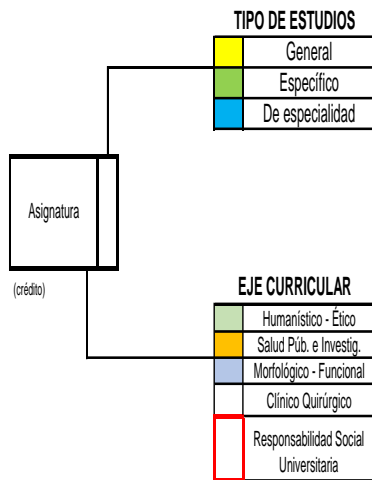 TIPO DE ESTUDIOS
General
Específico
De especialidad
Asignatura
(crédito)
EJE CURRICULAR
Humanístico - Ético
Salud Púb. e Investig.
Morfológico - Funcional
Clínico Quirúrgico
Responsabilidad Social
Universitaria